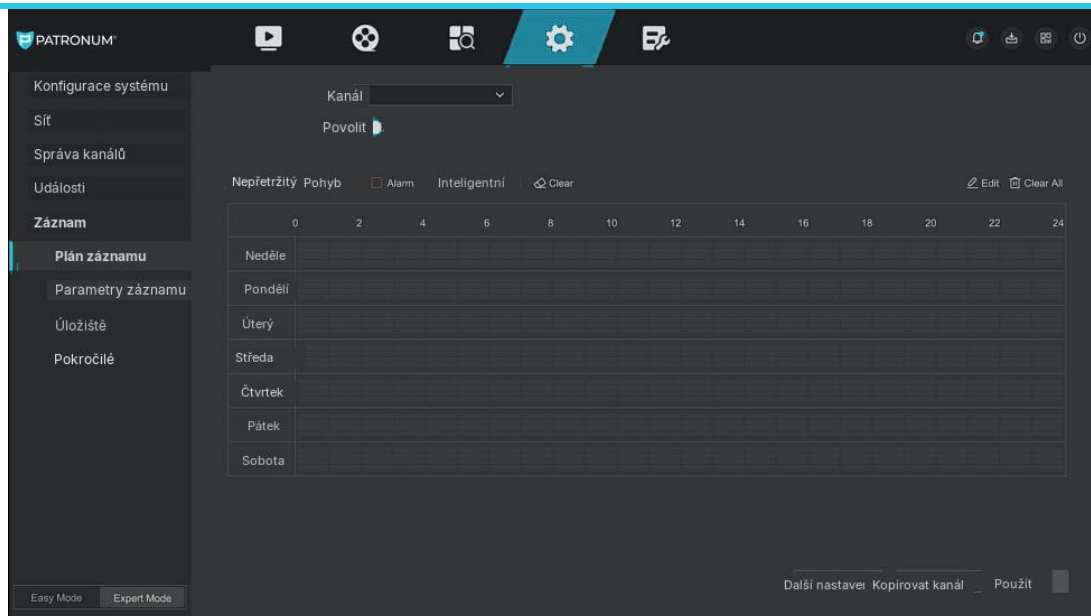 PATRONUM
Konfigurace systému
Síť
Správa kanálů
Události
Záznam
Plán záznamu
Parametry záznamu
Úložiště
Pokročilé
Easy Mode Expert Mode
Kanál
Povolit
Nepřetržitý Pohyb Alarm Inteligentní Clear Edit Clear All
0 2 4 6 8 10 12 14 16 18 20 22 24
Neděle
Pondělí
Úterý
Středa
Čtvrtek
Pátek
Sobota
Další nastaver Kopírovat kanál Použít